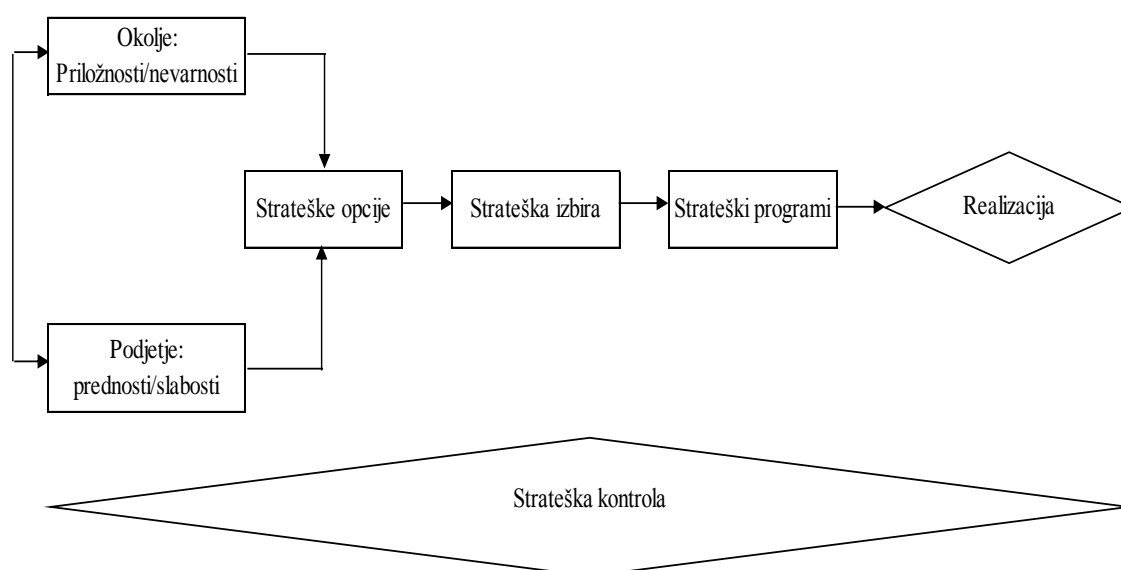 Okolje:
Priložnosti/nevarnosti
Strateške opcije
Strateška izbira
Strateški programi
Realizacija
Podjetje:
prednosti/slabosti
Strateška kontrola